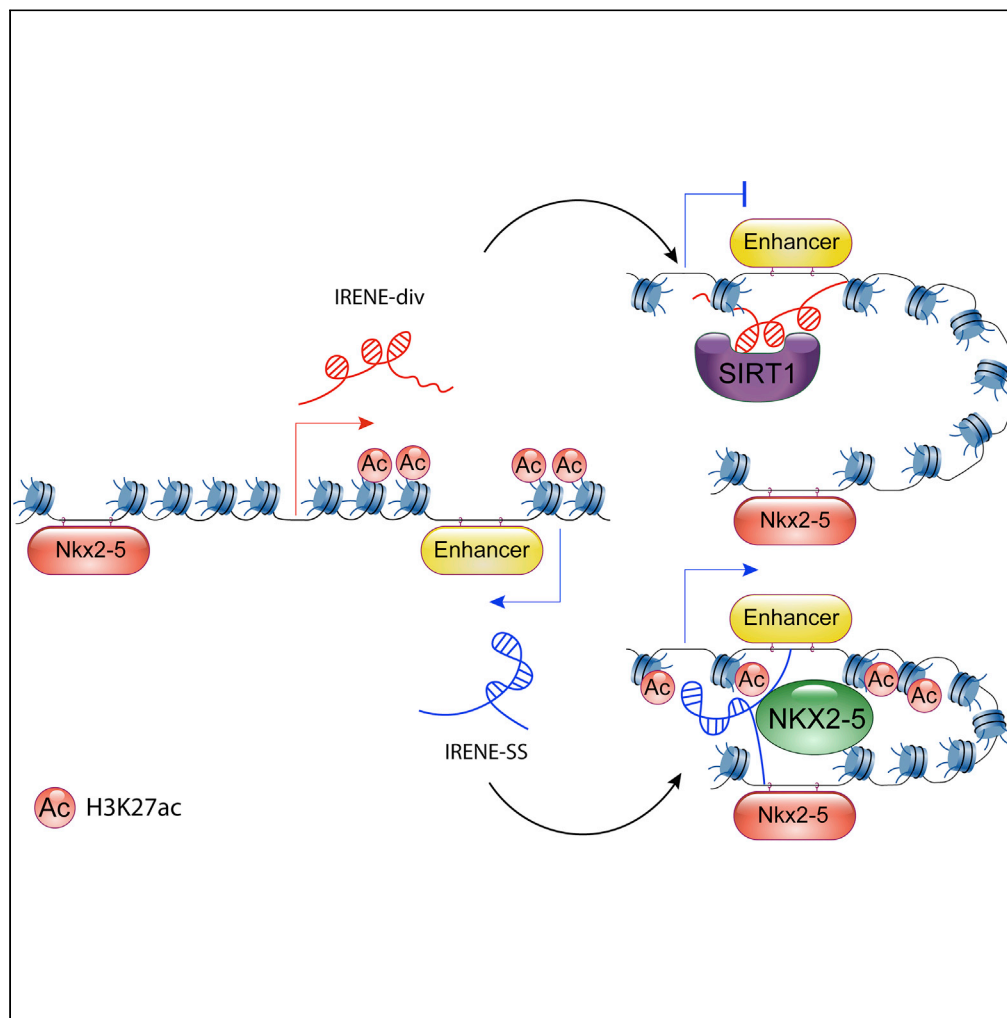 IRENE-div
Ac
Ac
Ac
Ac
Nkx2-5
Enhancer
IRENE-SS
Ac
H3K27ac
Enhancer
SIRT1
Nkx2-5
Enhancer
Ac
Ac
Ac
Ac
NKX2-5
Nkx2-5